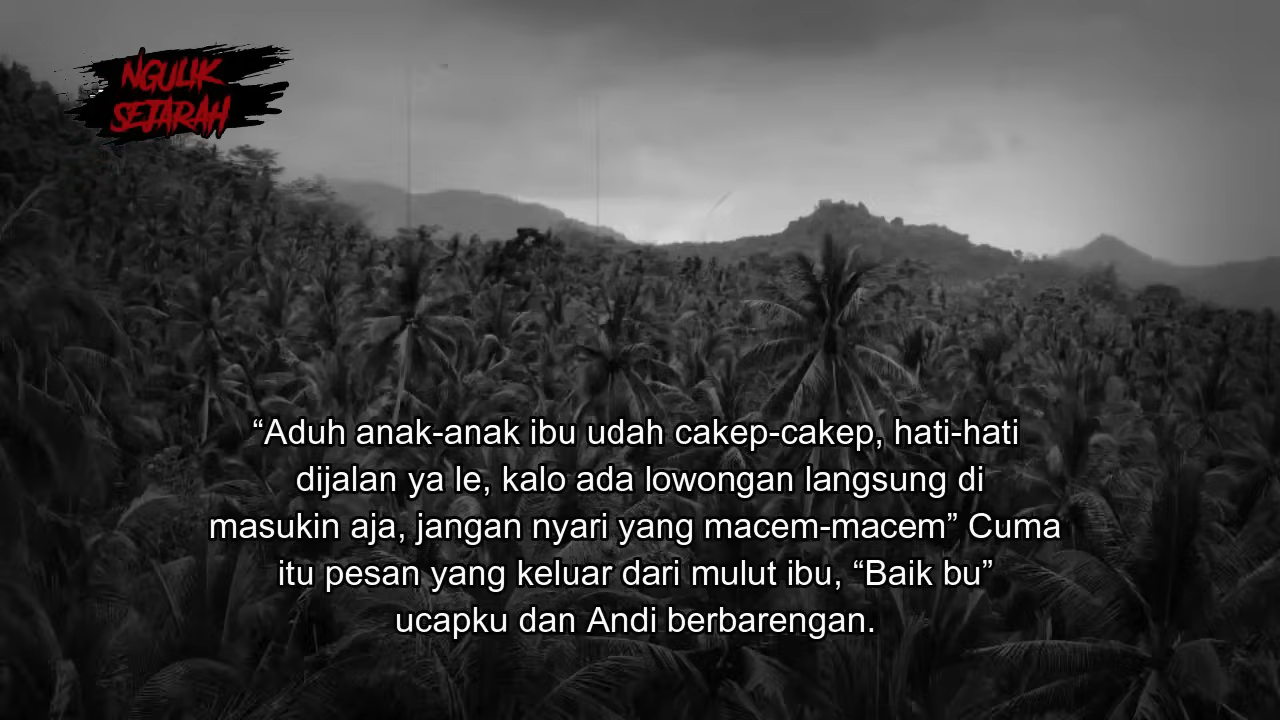 NGULIK
SEJARAH
“Aduh anak-anak ibu udah cakep-cakep, hati-hati
dijalan ya le, kalo ada lowongan langsung di
masukin aja, jangan nyari yang macem-macem” Cuma
itu pesan yang keluar dari mulut ibu, “Baik bu”
ucapku dan Andi berbarengan.